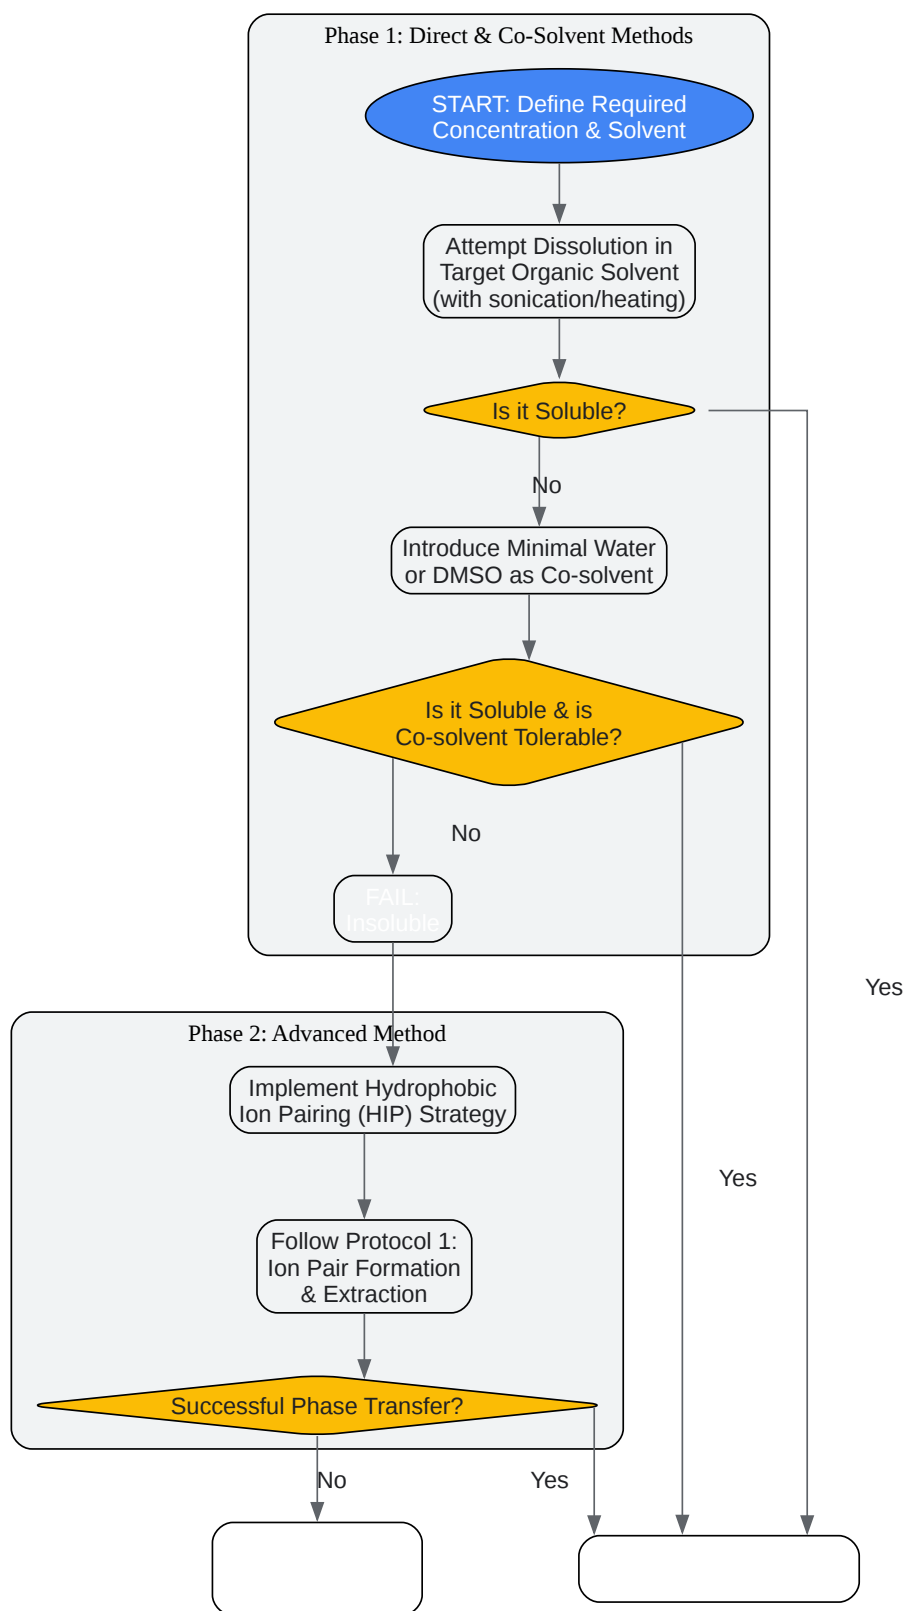 Phase 1: Direct & Co-Solvent Methods
START: Define Required
Concentration & Solvent
Attempt Dissolution in
Target Organic Solvent
(with sonication/heating)
Is it Soluble?
No
Introduce Minimal Water
or DMSO as Co-solvent
Is it Soluble & is
Co-solvent Tolerable?
No
FAIL:
Insoluble
Yes
Phase 2: Advanced Method
Implement Hydrophobic
Ion Pairing (HIP) Strategy
Yes
Follow Protocol 1:
Ion Pair Formation
& Extraction
Successful Phase Transfer?
No
Yes